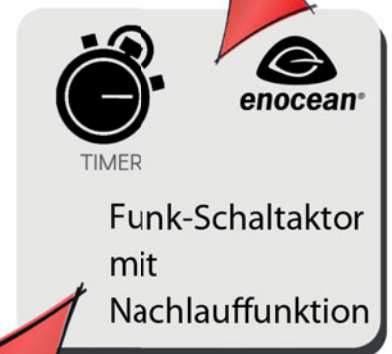 enocean®
TIMER
Funk-Schaltaktor
mit
Nachlauffunktion